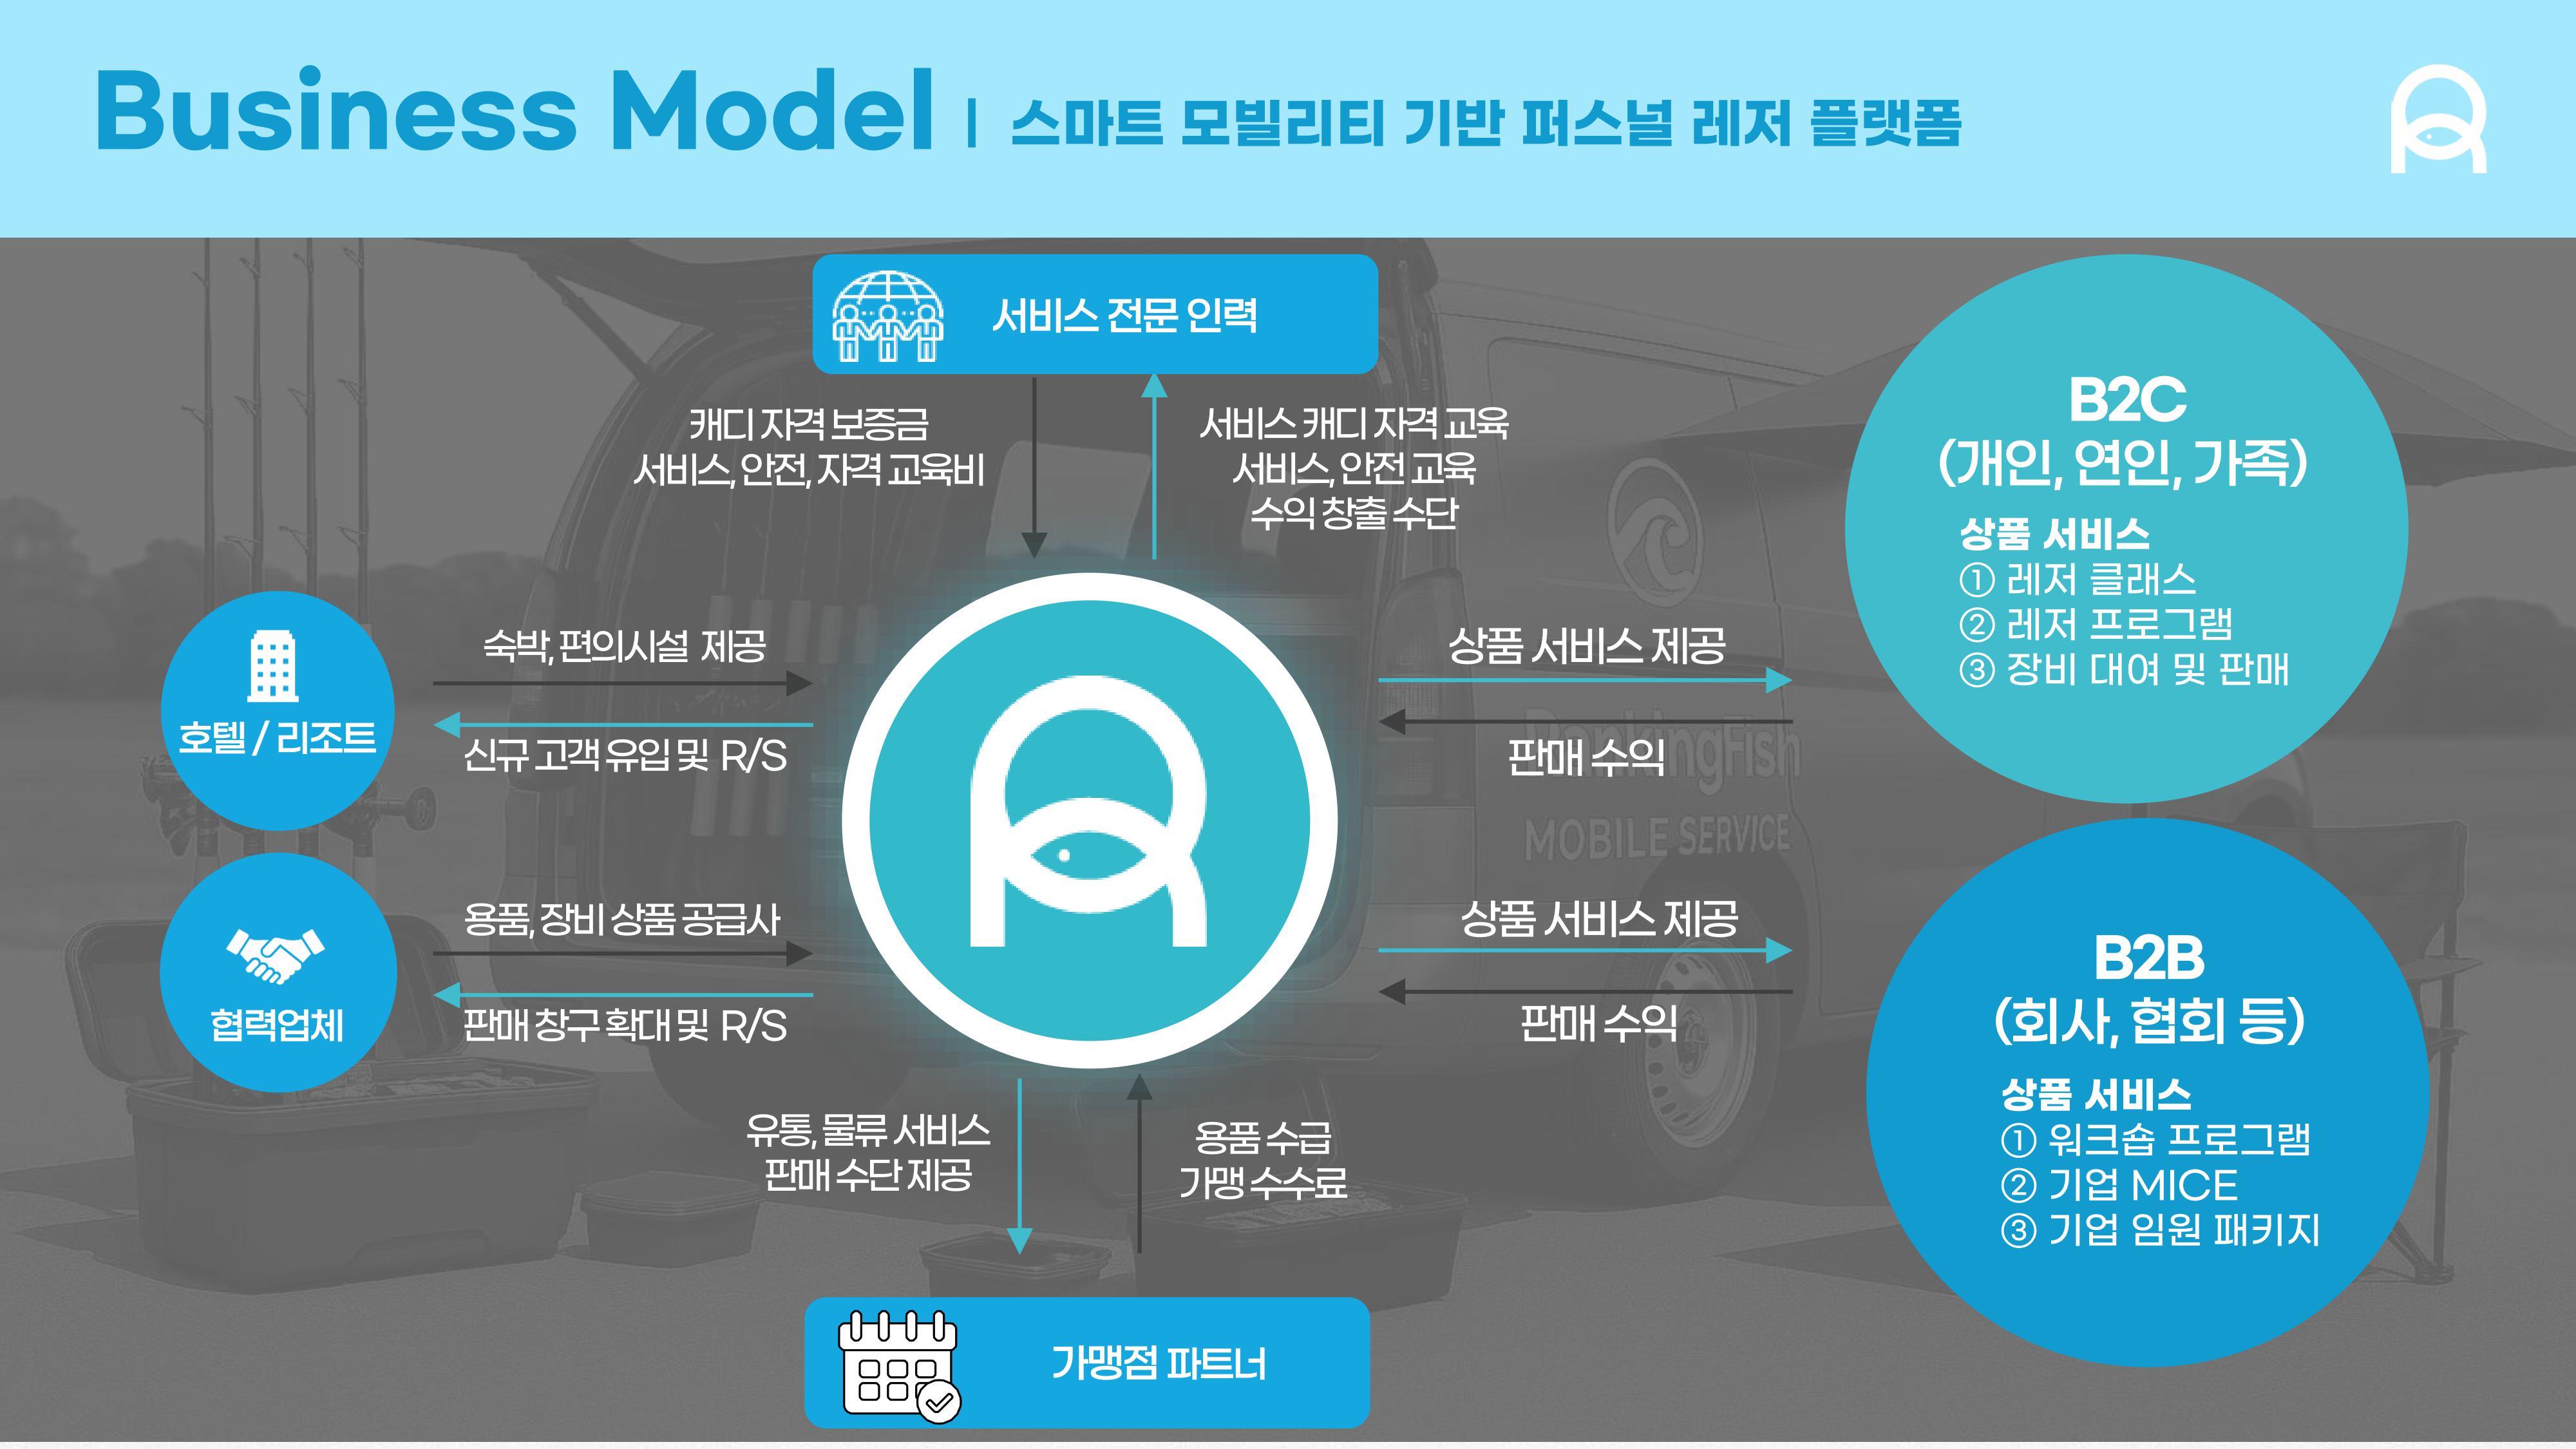 Business Model | 스마트 모빌리티 기반 퍼스널 레저 플랫폼
서비스 전문 인력
캐디 자격 보증금
서비스, 안전, 자격 교육비
서비스 캐디 자격 교육
서비스, 안전 교육
수익 창출 수단
호텔 / 리조트
숙박, 편의시설 제공
신규 고객 유입 및 R/S
협력업체
용품, 장비 상품 공급사
판매 창구 확대 및 R/S
상품 서비스 제공
판매 수익
상품 서비스 제공
판매 수익
MOBILE SERVICE
유통, 물류 서비스
판매 수단 제공
용품 수급
가맹 수수료
가맹점 파트너
B2C
(개인, 연인, 가족)
상품 서비스
① 레저 클래스
② 레저 프로그램
③ 장비 대여 및 판매
B2B
(회사, 협회 등)
상품 서비스
① 워크숍 프로그램
② 기업 MICE
③ 기업 임원 패키지